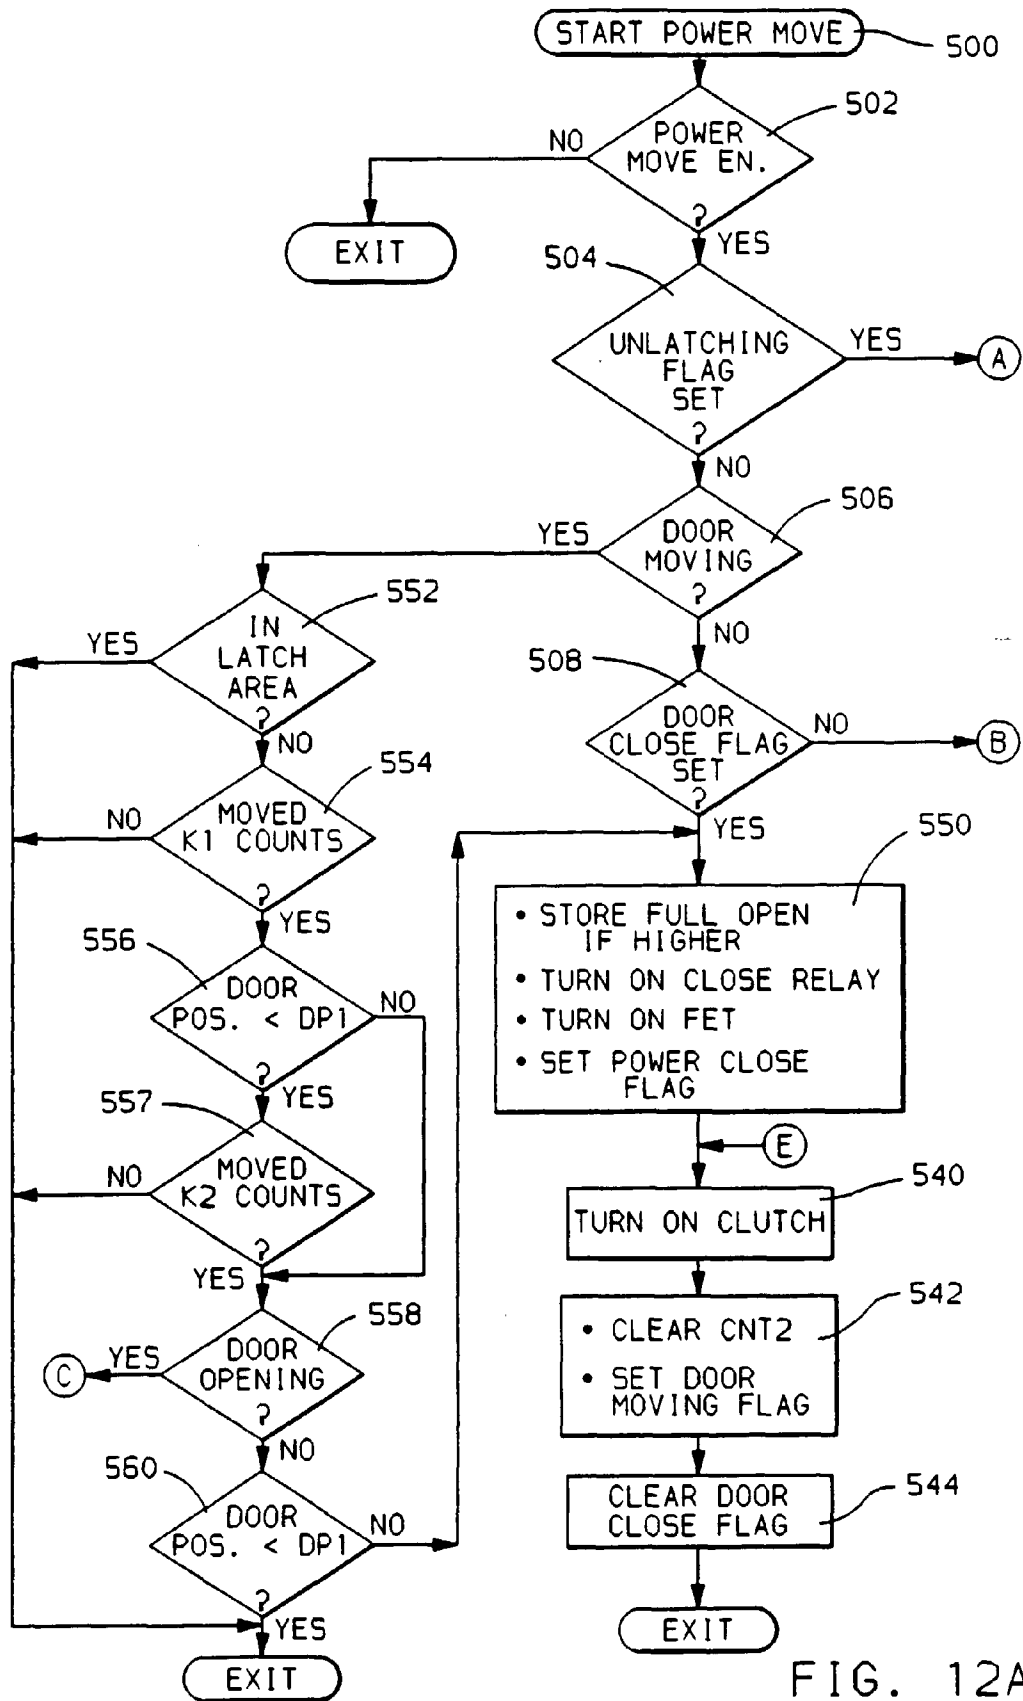 START POWER MOVE
500
502
POWER
MOVE EN.
?
NO
YES
EXIT
504
UNLATCHING
FLAG
SET
?
YES
A
NO
506
DOOR
MOVING
?
YES
NO
552
IN
LATCH
AREA
?
YES
NO
508
DOOR
CLOSE FLAG
SET
?
NO
B
YES
554
MOVED
K1 COUNTS
?
NO
YES
550
• STORE FULL OPEN
IF HIGHER
• TURN ON CLOSE RELAY
• TURN ON FET
• SET POWER CLOSE
FLAG
556
DOOR
POS. < DP1
?
NO
YES
557
MOVED
K2 COUNTS
?
NO
YES
E
540
TURN ON CLUTCH
558
DOOR
OPENING
?
YES
C
NO
542
• CLEAR CNT2
• SET DOOR
MOVING FLAG
560
DOOR
POS. < DP1
?
NO
YES
544
CLEAR DOOR
CLOSE FLAG
EXIT
EXIT
FIG. 12A